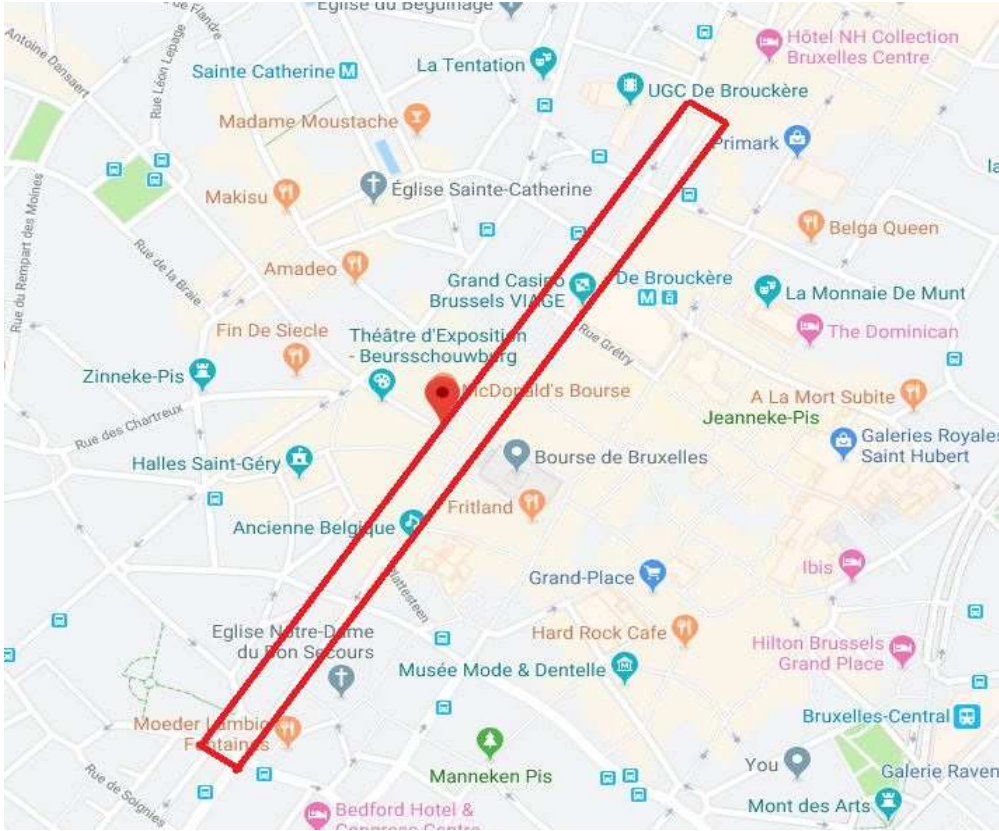 Eglise du Béguinage
de Flandre
Antoine Dansaert
Rue Léon Lepage
Sainte Catherine M
La Tentation
Hôtel NH Collection
Bruxelles Centre
UGC De Brouckère
Madame Moustache
Primark
Rue du Rempart des Moines
Makisu
Église Sainte-Catherine
Belga Queen
Rue de la Braie
Amadeo
Grand Casino
Brussels VIAGE
De Brouckère
M
La Monnaie De Munt
Fin De Siecle
Théâtre d'Exposition
- Beursschouwburg
Rue Grétry
The Dominican
Zinneke-Pis
McDonald's Bourse
A La Mort Subite
Rue des Chartreux
Jeanneke-Pis
Galeries Royales
Saint Hubert
Halles Saint-Géry
Bourse de Bruxelles
Fritland
Ancienne Belgique
Plattesteen
Grand-Place
Ibis
Eglise Notre-Dame
du Bon Secours
Hard Rock Cafe
Hilton Brussels
Grand Place
Musée Mode & Dentelle
Moeder Lambic
Fontaines
Bruxelles-Central
Rue de Soignies
Manneken Pis
You
Galerie Raven
Mont des Arts
Bedford Hotel &
Congress Centre